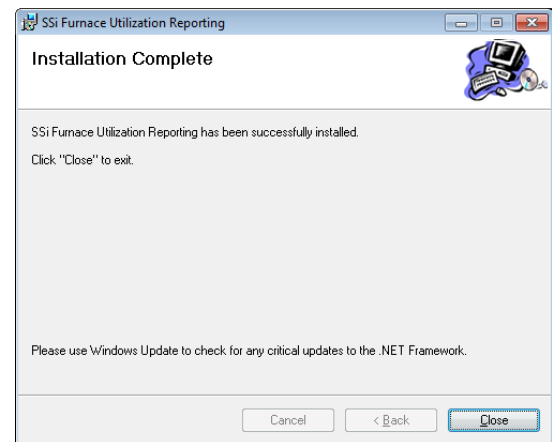 SSi Furnace Utilization Reporting
Installation Complete
SSi Furnace Utilization Reporting has been successfully installed.
Click "Close" to exit.
Please use Windows Update to check for any critical updates to the .NET Framework.
Cancel
< Back
Close